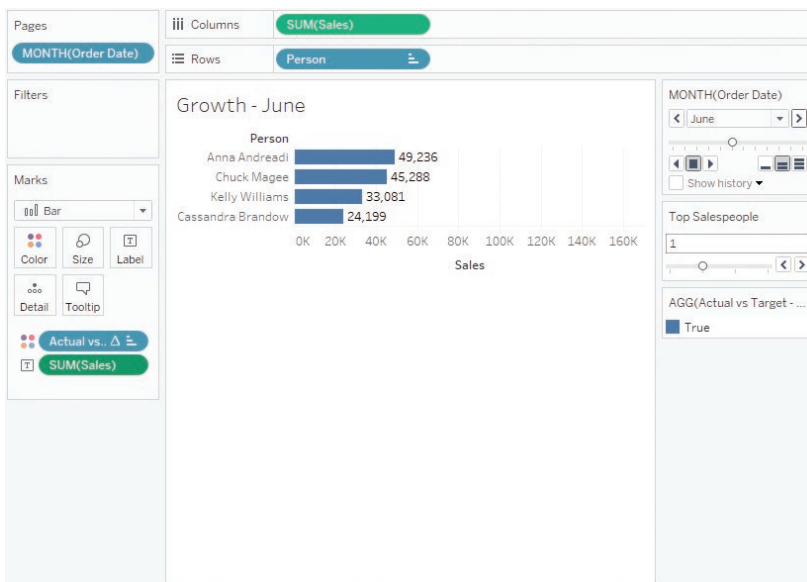 Pages
MONTH(Order Date)
iii Columns
SUM(Sales)
Rows
Person
Filters
Marks
Bar
Color
Size
Label
Detail
Tooltip
Actual vs.. Δ
SUM(Sales)
Growth - June
Person
Anna Andreadi 49,236
Chuck Magee 45,288
Kelly Williams 33,081
Cassandra Brandow 24,199
0K 20K 40K 60K 80K 100K 120K 140K 160K
Sales
MONTH(Order Date)
June
Show history
Top Salespeople
1
AGG(Actual vs Target - ...
True